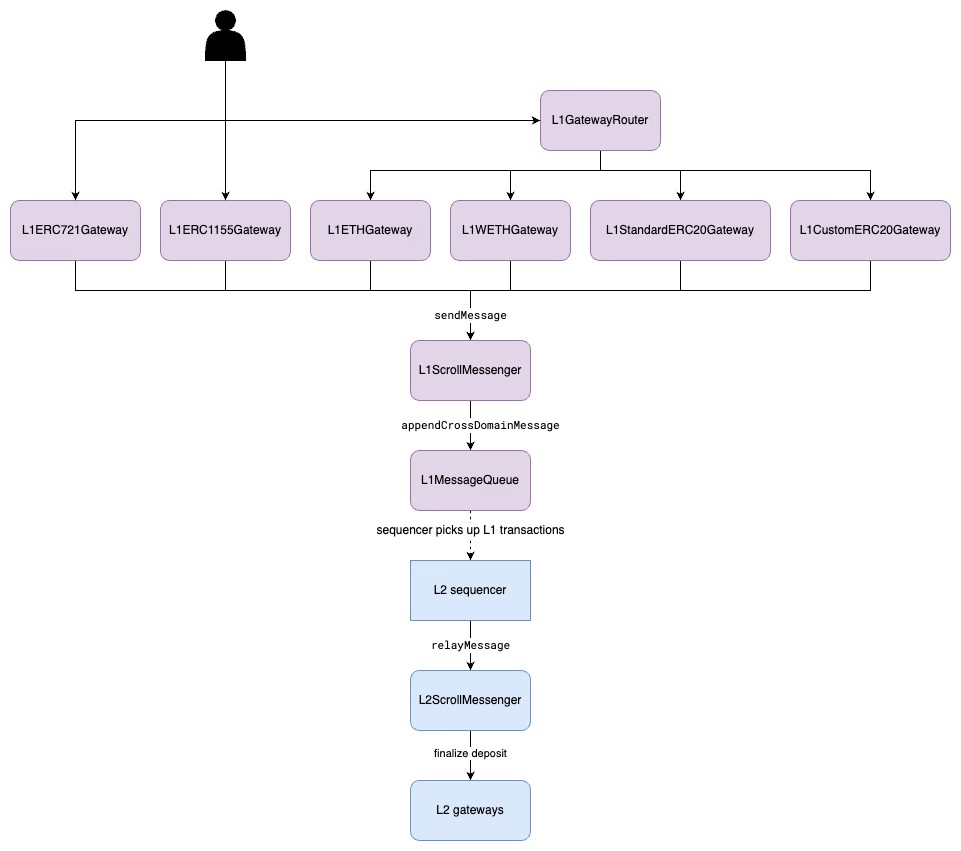 L1GatewayRouter
L1ERC721Gateway
L1ERC1155Gateway
L1ETHGateway
L1WETHGateway
L1StandardERC20Gateway
L1CustomERC20Gateway
sendMessage
L1ScrollMessenger
appendCrossDomainMessage
L1MessageQueue
sequencer picks up L1 transactions
L2 sequencer
relayMessage
L2ScrollMessenger
finalize deposit
L2 gateways